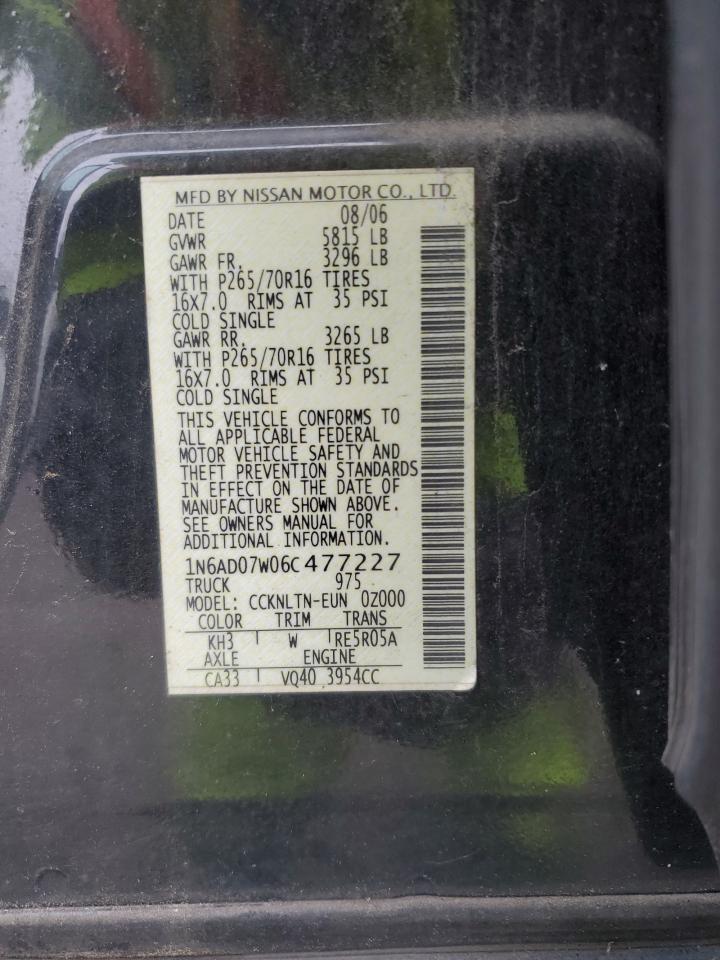 MFD BY NISSAN MOTOR CO., LTD.
DATE 08/06
GVWR 5815 LB
GAWR FR. 3296 LB
WITH P265/70R16 TIRES
16X7.0 RIMS AT 35 PSI
COLD SINGLE
GAWR RR. 3265 LB
WITH P265/70R16 TIRES
16X7.0 RIMS AT 35 PSI
COLD SINGLE
THIS VEHICLE CONFORMS TO
ALL APPLICABLE FEDERAL
MOTOR VEHICLE SAFETY AND
THEFT PREVENTION STANDARDS
IN EFFECT ON THE DATE OF
MANUFACTURE SHOWN ABOVE.
SEE OWNERS MANUAL FOR
ADDITIONAL INFORMATION.
1N6AD07W06C477227
TRUCK 975
MODEL: CCKNLTN-EUN 0Z000
COLOR TRIM TRANS
KH3 W RE5R05A
AXLE ENGINE
CA33 VQ40 3954CC